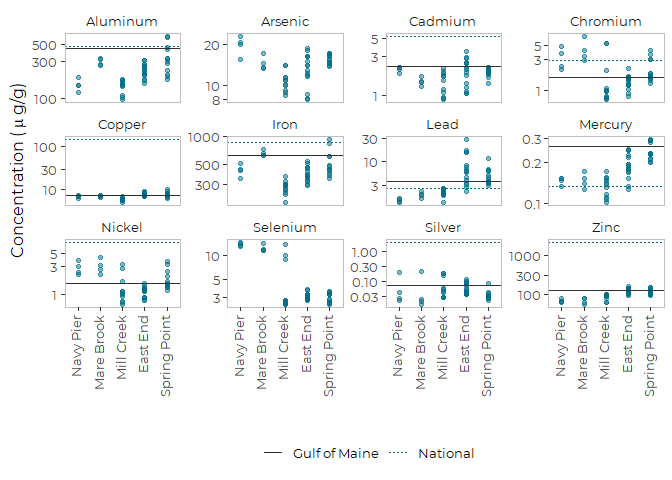 Aluminum Arsenic Cadmium Chromium
500
300
100
20
10
8
5
3
1
5
3
1
Copper Iron Lead Mercury
100
30
10
1000
500
300
30
10
3
0.3
0.2
0.1
Nickel Selenium Silver Zinc
5
3
1
10
5
3
1.00
0.30
0.10
0.03
1000
300
100
Concentration (μ g/g)
Navy Pier
Mare Brook
Mill Creek
East End
Spring Point
Navy Pier
Mare Brook
Mill Creek
East End
Spring Point
Navy Pier
Mare Brook
Mill Creek
East End
Spring Point
Navy Pier
Mare Brook
Mill Creek
East End
Spring Point
Gulf of Maine National